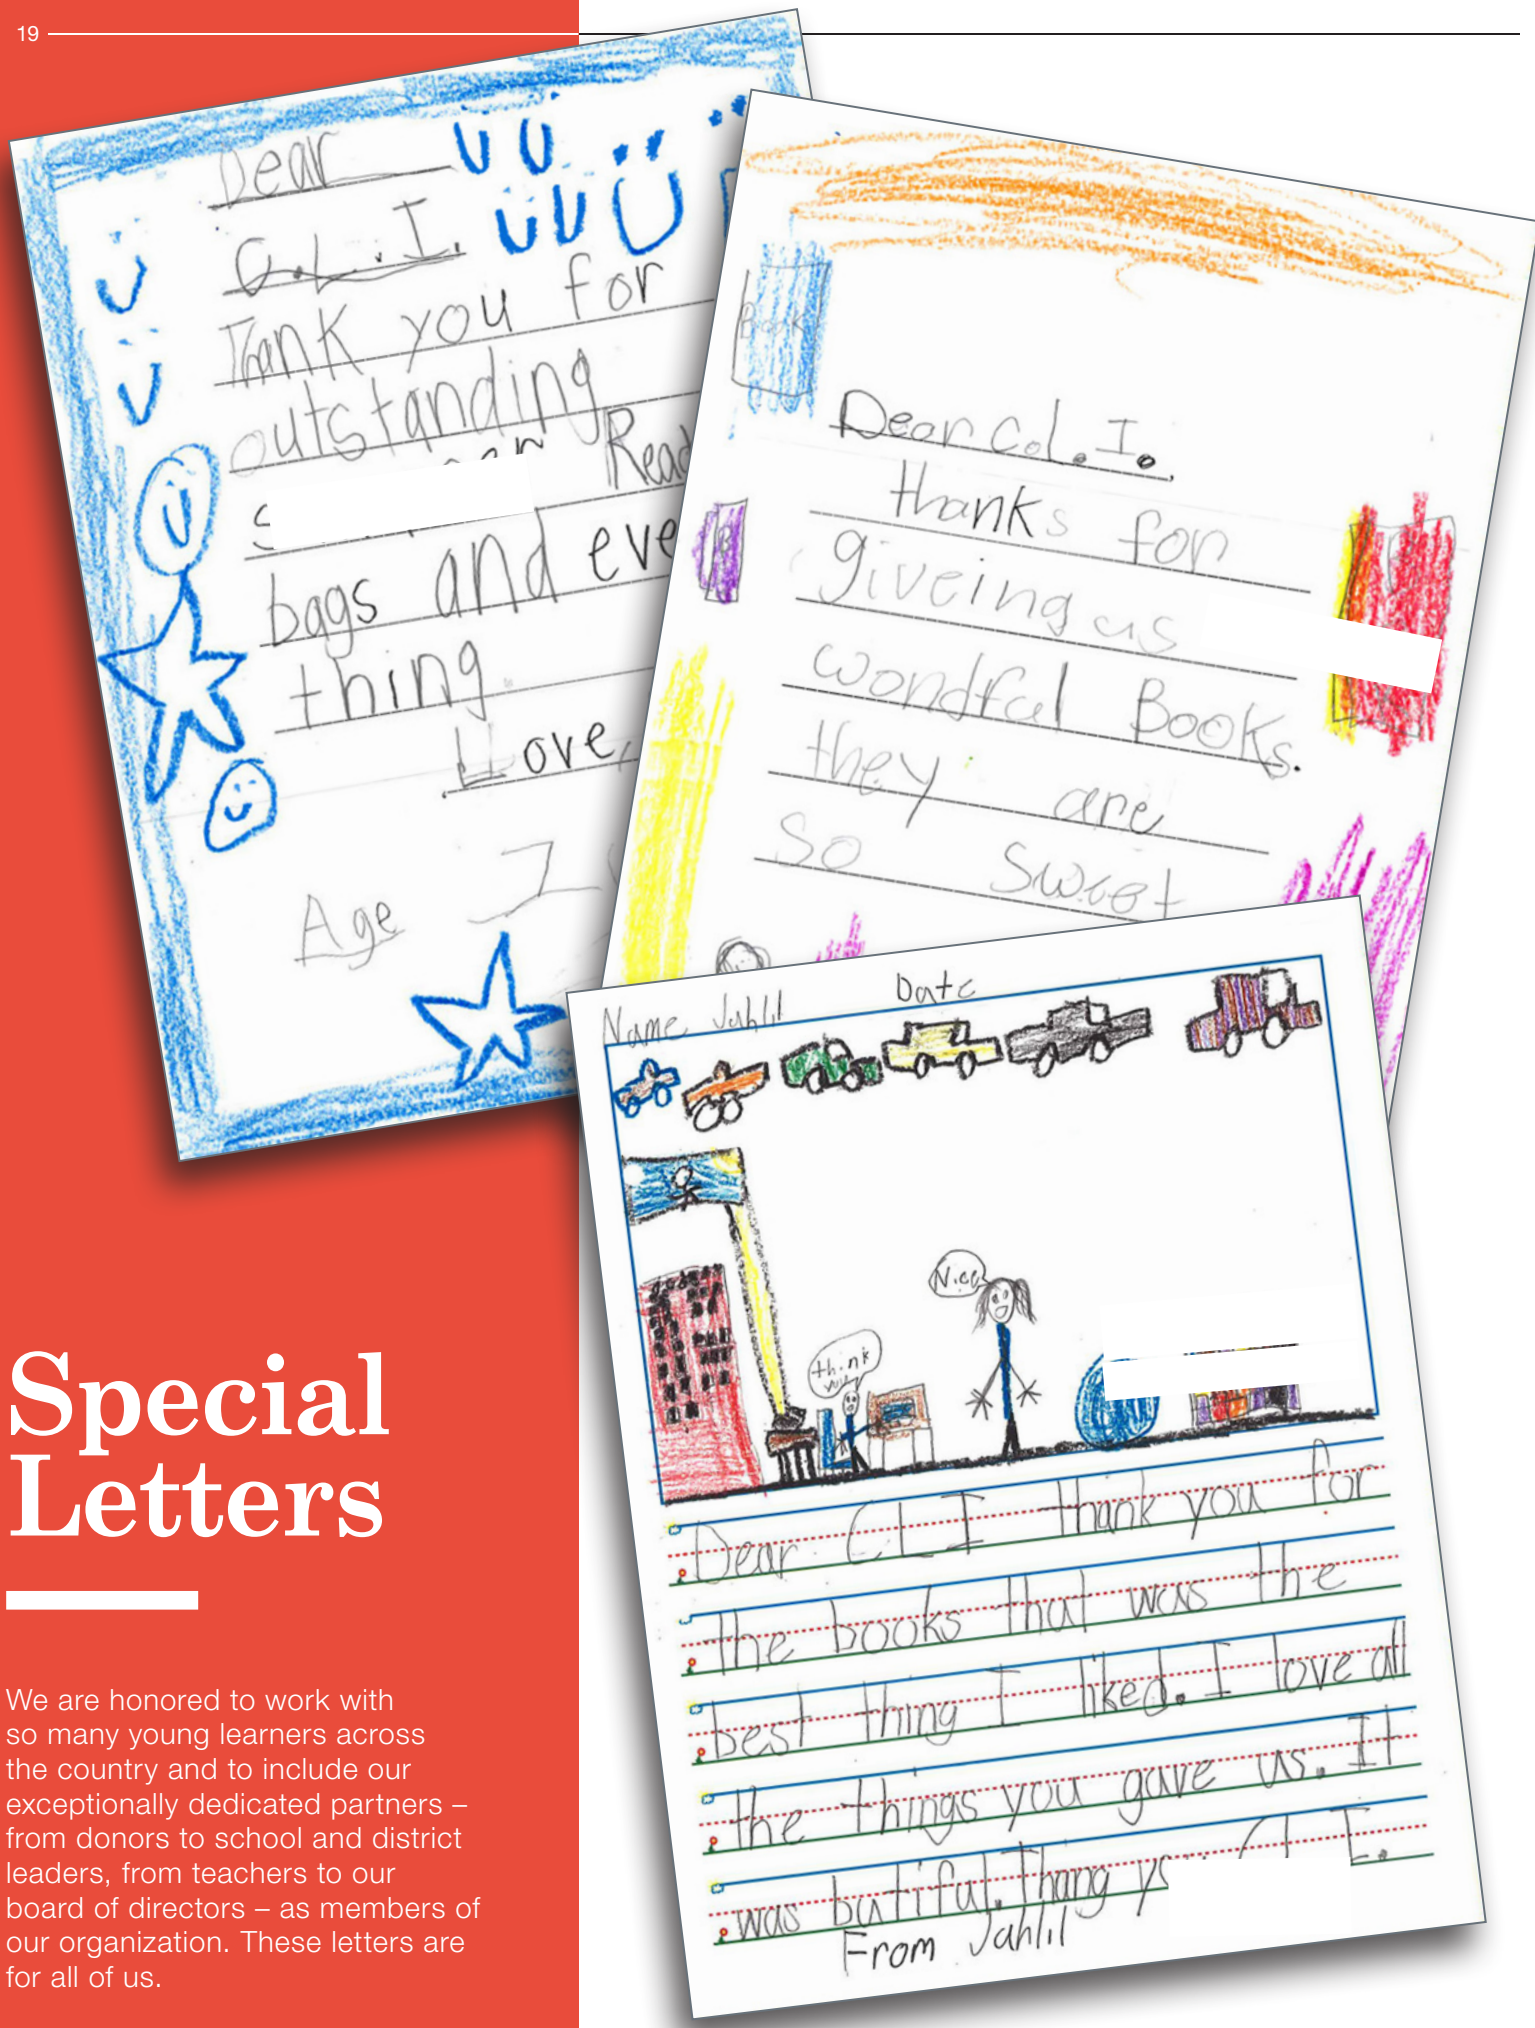 19
Dear
C.L.I.
Thank you for
outstanding
Read
bags and eve
thing
Love,
Age 7
Book
Dear C.L.I.
thanks for
giveing us
wondful Books.
they are
So sweet
Name Jahlil
Date
Nice
think
you
Dear CLI Thank you for
the books that was the
best thing I liked. I love all
the things you gave us. It
was butiful. Thang
From Jahlil
Special
Letters
We are honored to work with
so many young learners across
the country and to include our
exceptionally dedicated partners –
from donors to school and district
leaders, from teachers to our
board of directors – as members of
our organization. These letters are
for all of us.